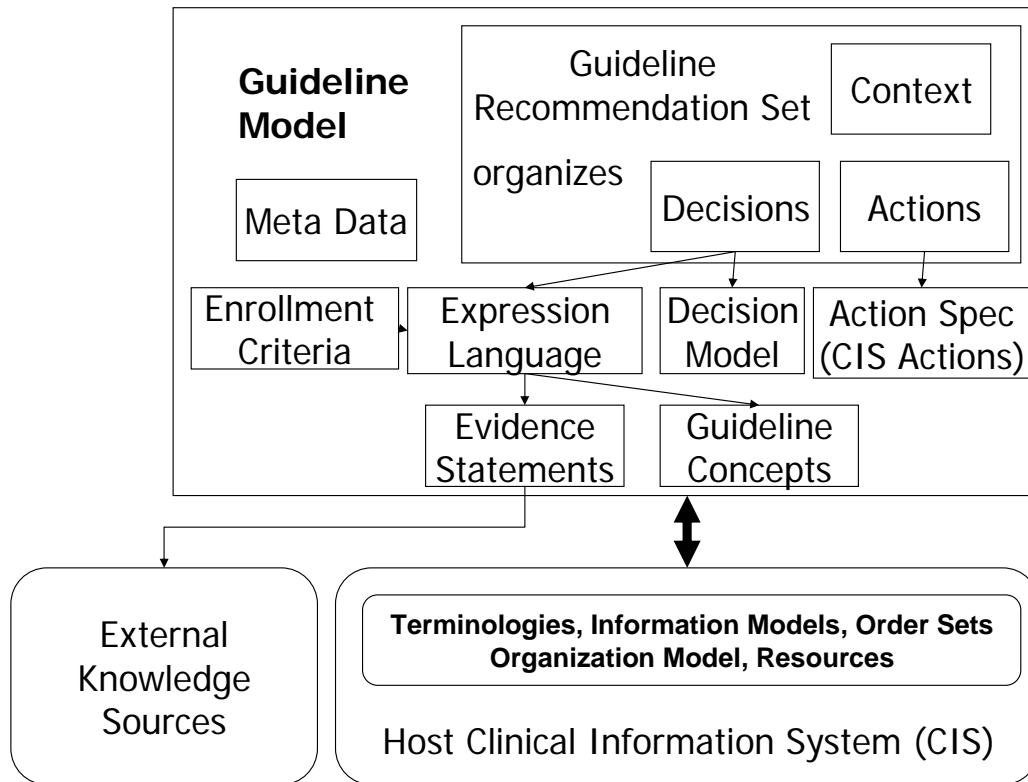 Guideline
Model
Guideline
Recommendation Set
Context
organizes
Meta Data
Decisions
Actions
Enrollment
Criteria
Expression
Language
Decision
Model
Action Spec
(CIS Actions)
Evidence
Statements
Guideline
Concepts
External
Knowledge
Sources
Terminologies, Information Models, Order Sets
Organization Model, Resources
Host Clinical Information System (CIS)